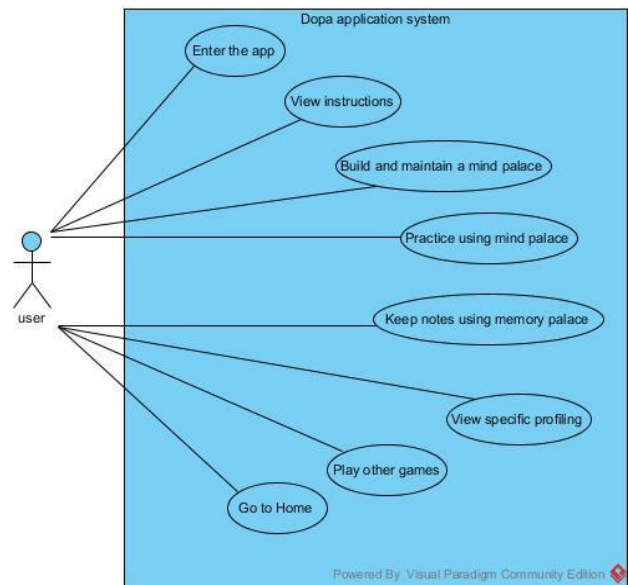 Dopa application system
Enter the app
View instructions
Build and maintain a mind palace
Practice using mind palace
user
Keep notes using memory palace
View specific profiling
Play other games
Go to Home
Powered By Visual Paradigm Community Edition